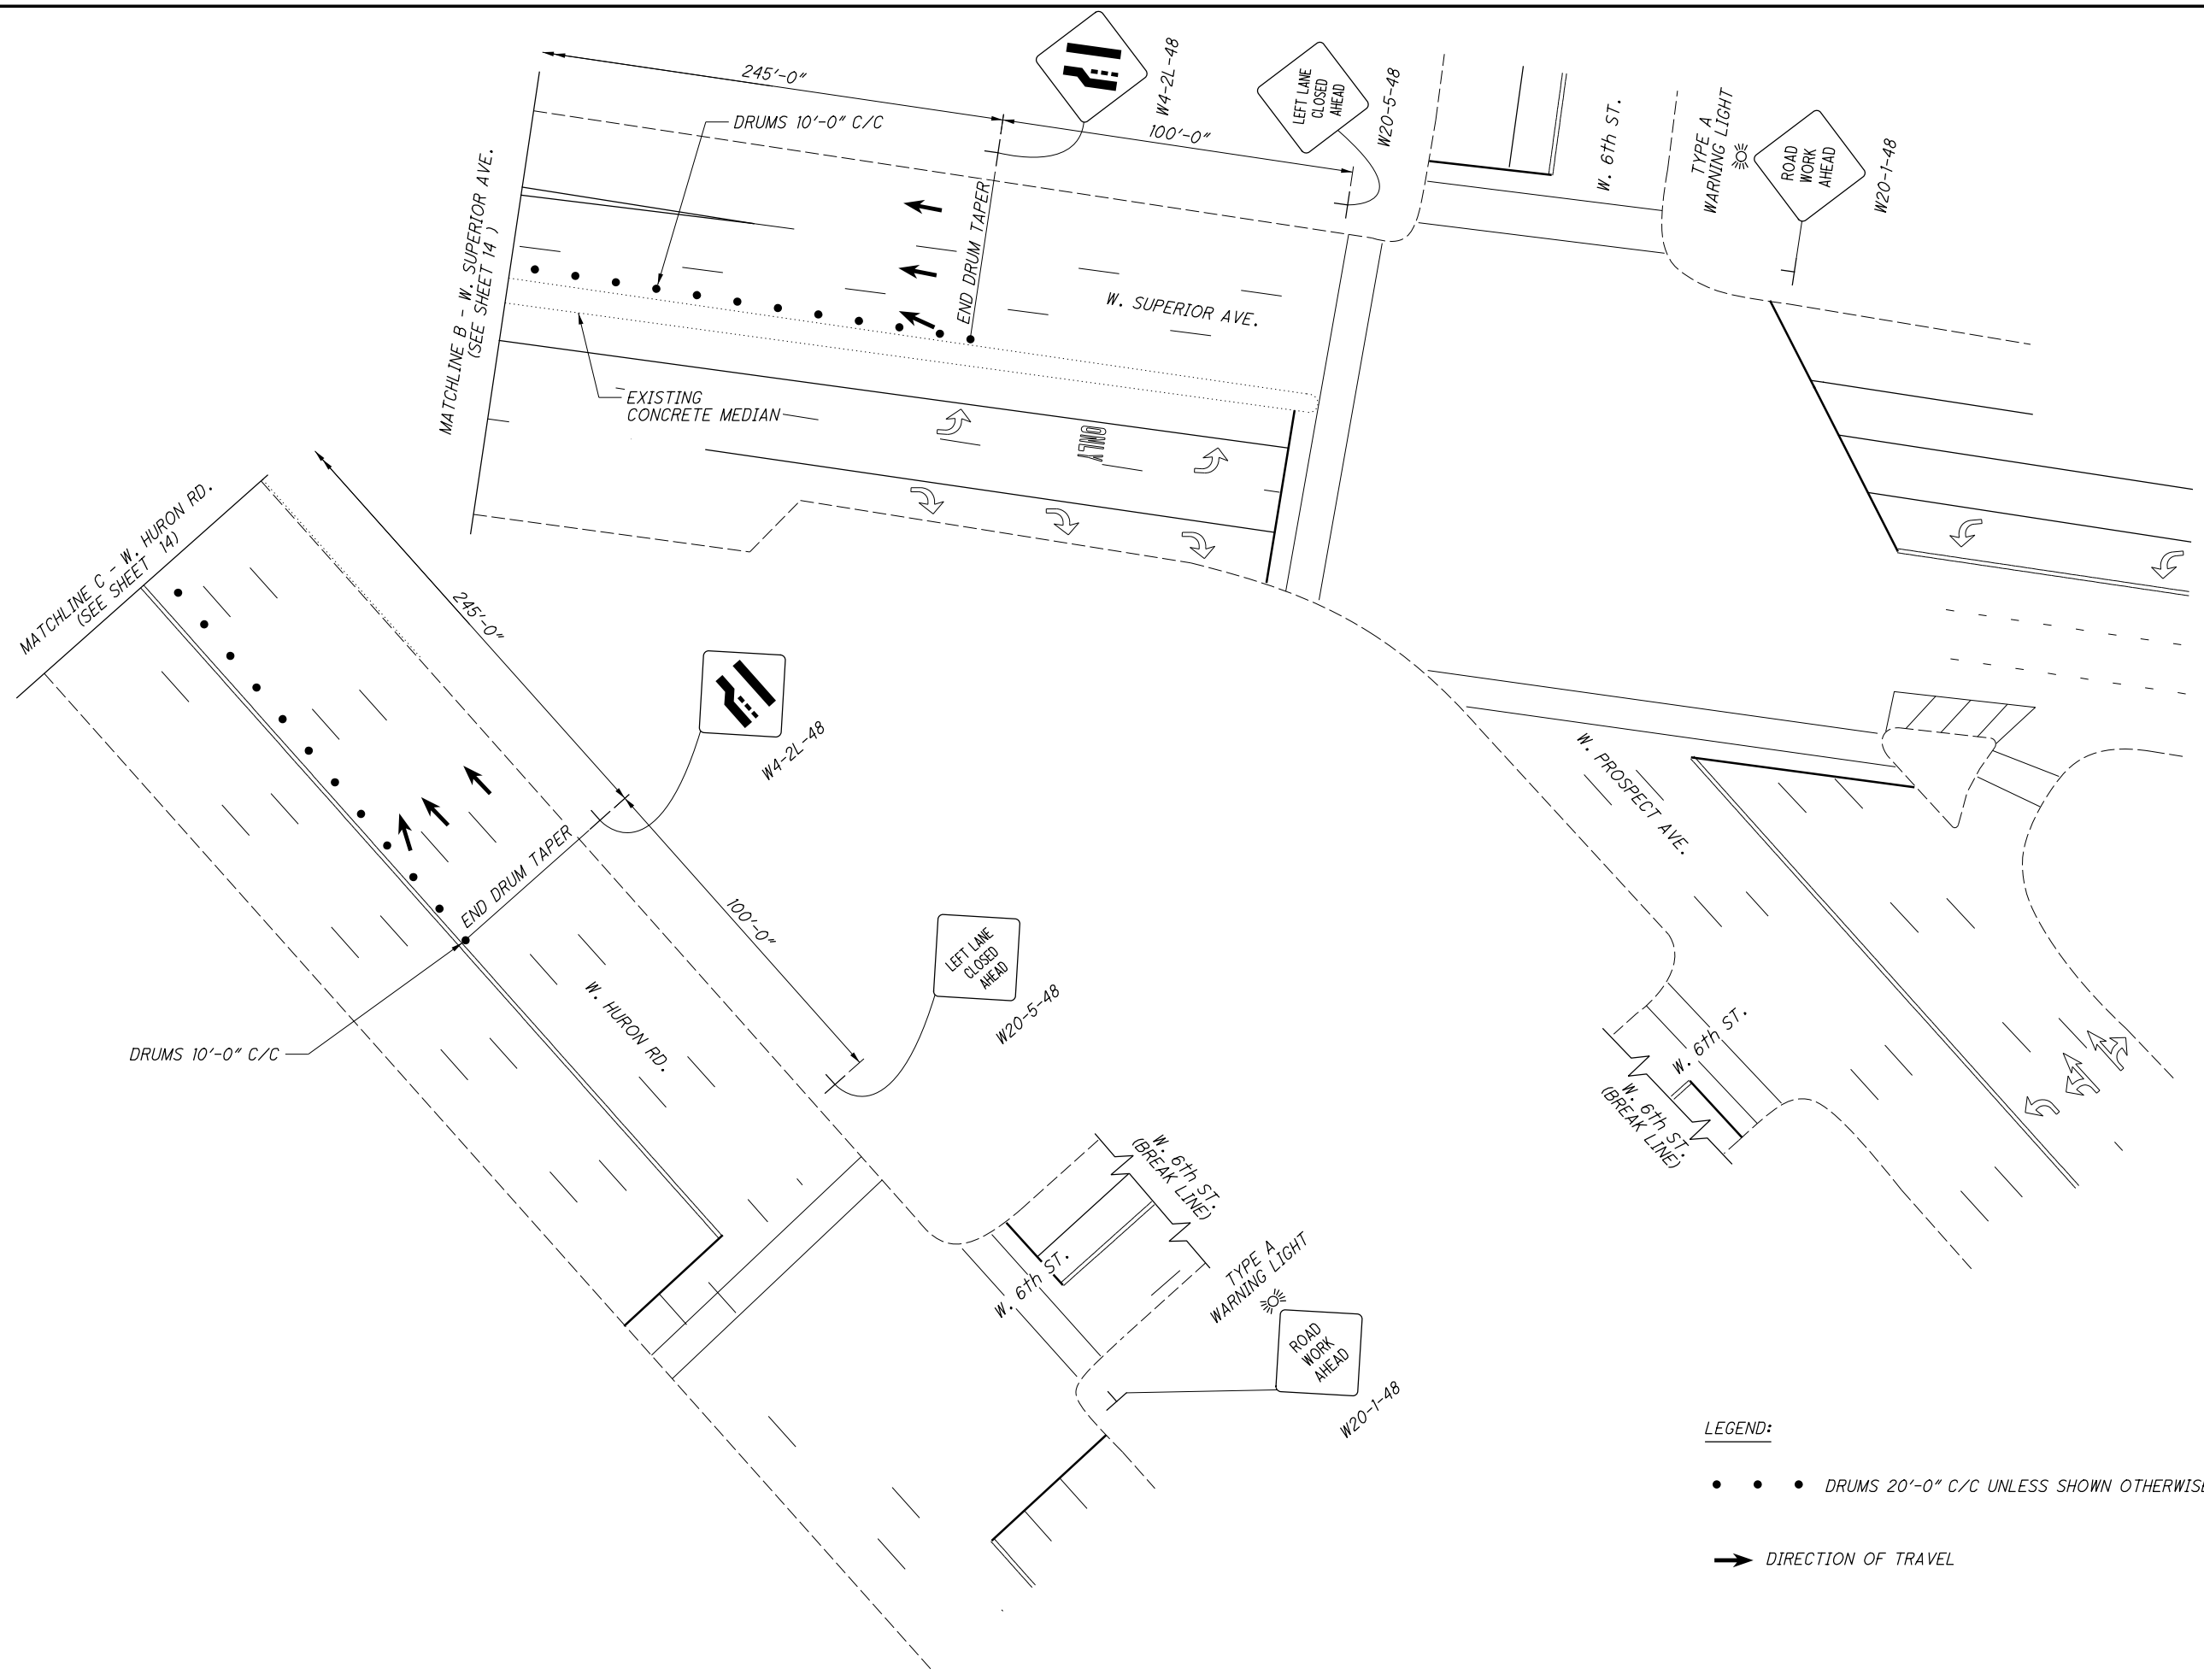 245'-0"
W4-2L-48
LEFT LANE
CLOSED
AHEAD
W20-5-48
DRUMS 10'-0" C/C
100'-0"
W. 6th ST.
TYPE A
WARNING LIGHT
ROAD
WORK
AHEAD
W20-1-48
MATCHLINE B - W. SUPERIOR AVE.
(SEE SHEET 14 )
END DRUM TAPER
W. SUPERIOR AVE.
EXISTING
CONCRETE MEDIAN
ONLY
MATCHLINE C - W. HURON RD.
(SEE SHEET 14)
245'-0"
W4-2L-48
END DRUM TAPER
100'-0"
LEFT LANE
CLOSED
AHEAD
W20-5-48
W. HURON RD.
DRUMS 10'-0" C/C
W. PROSPECT AVE.
W. 6th ST.
W. 6th ST.
(BREAK LINE)
W. 6th ST.
(BREAK LINE)
W. 6th ST.
TYPE A
WARNING LIGHT
ROAD
WORK
AHEAD
W20-1-48
LEGEND:
DRUMS 20'-0" C/C UNLESS SHOWN OTHERWISE
DIRECTION OF TRAVEL